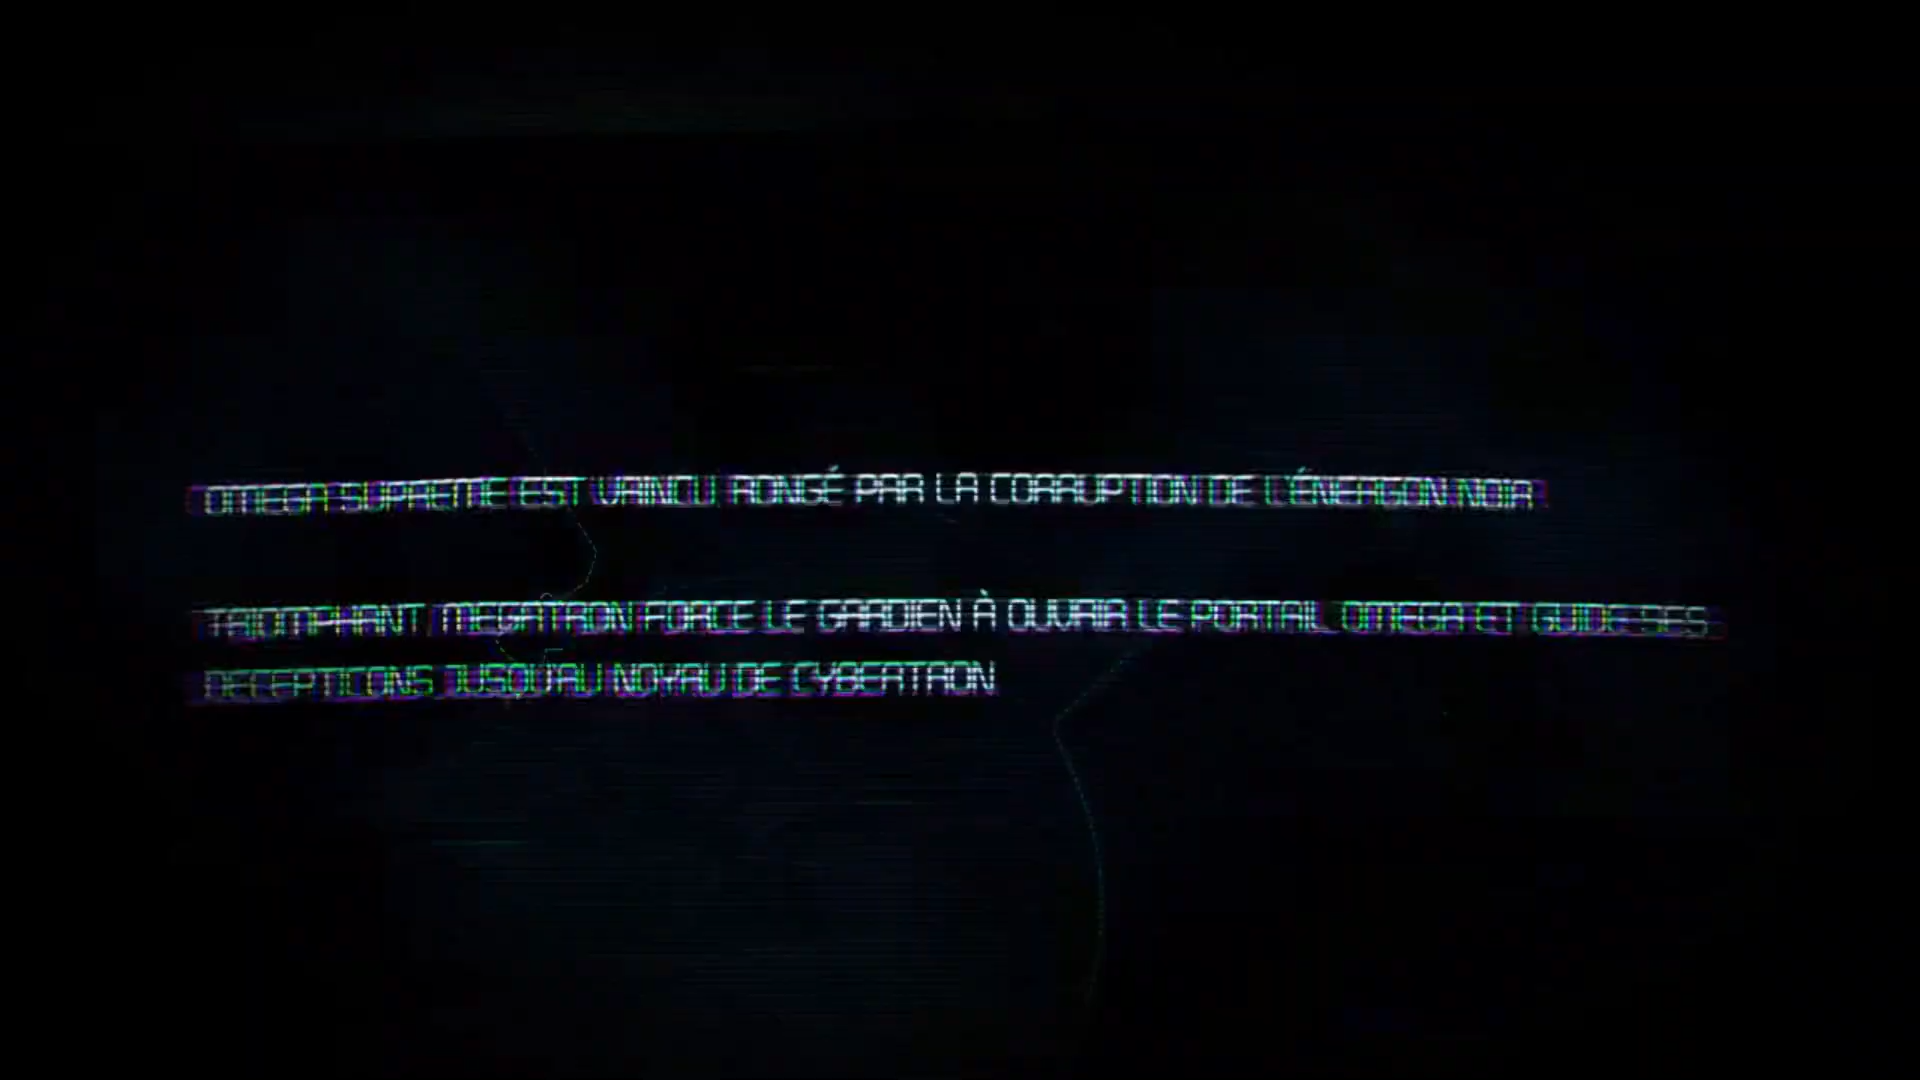 OMEGA SUPREME EST VAINCU, RONGÉ PAR LA CORRUPTION DE L'ÉNERGON NOIR
TRIOMPHANT, MEGATRON FORCE LE GARDIEN À OUVRIR LE PORTAIL OMEGA ET GUIDE SES
DECEPTICONS JUSQU'AU NOYAU DE CYBERTRON